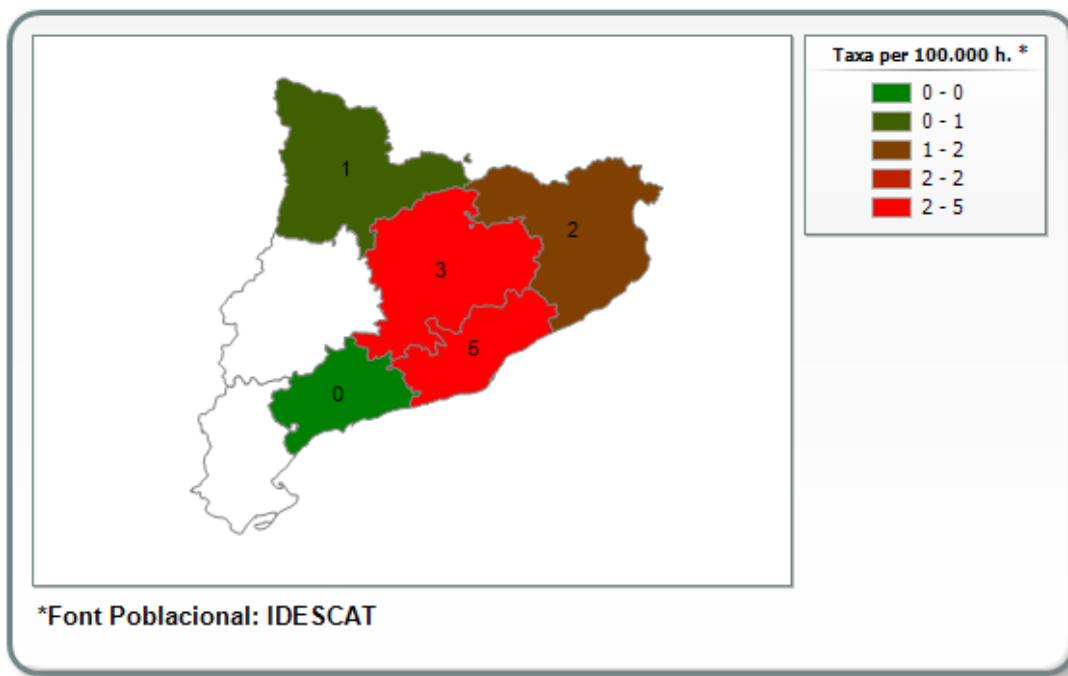 Taxa per 100.000 h. *
0 - 0
0 - 1
1 - 2
2 - 2
2 - 5
1
2
3
5
0
*Font Poblacional: IDESCAT